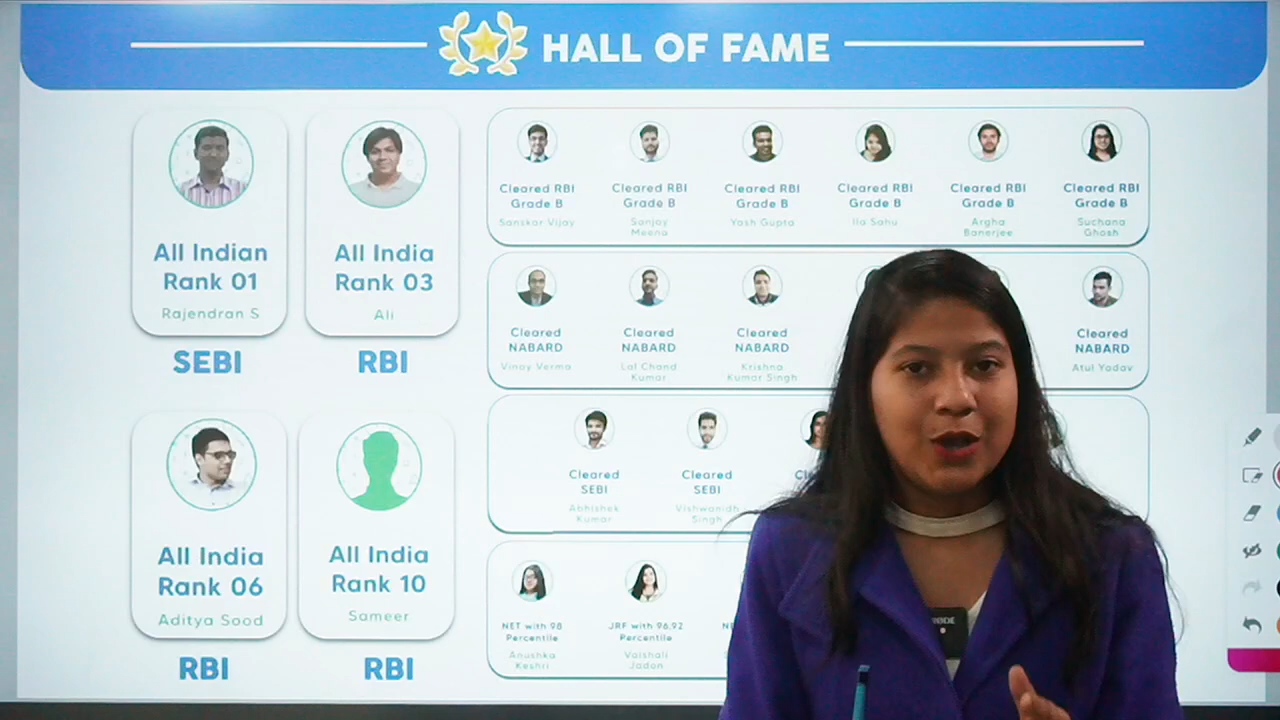 HALL OF FAME
All Indian
Rank 01
Rajendran S
SEBI
All India
Rank 03
Ali
RBI
All India
Rank 06
Aditya Sood
RBI
All India
Rank 10
Sameer
RBI
Cleared RBI
Grade B
Sanskar Vijay
Cleared RBI
Grade B
Sanjay
Meena
Cleared RBI
Grade B
Yash Gupta
Cleared RBI
Grade B
Ila Sahu
Cleared RBI
Grade B
Argha
Banerjee
Cleared RBI
Grade B
Suchana
Ghosh
Cleared
NABARD
Vinay Verma
Cleared
NABARD
Lal Chand
Kumar
Cleared
NABARD
Krishna
Kumar Singh
Cleared
NABARD
Atul Yadav
Cleared
SEBI
Abhishek
Kumar
Cleared
SEBI
Vishwanidh
Singh
NET with 98
Percentile
Anushka
Keshri
JRF with 96.92
Percentile
Vaishali
Jadon